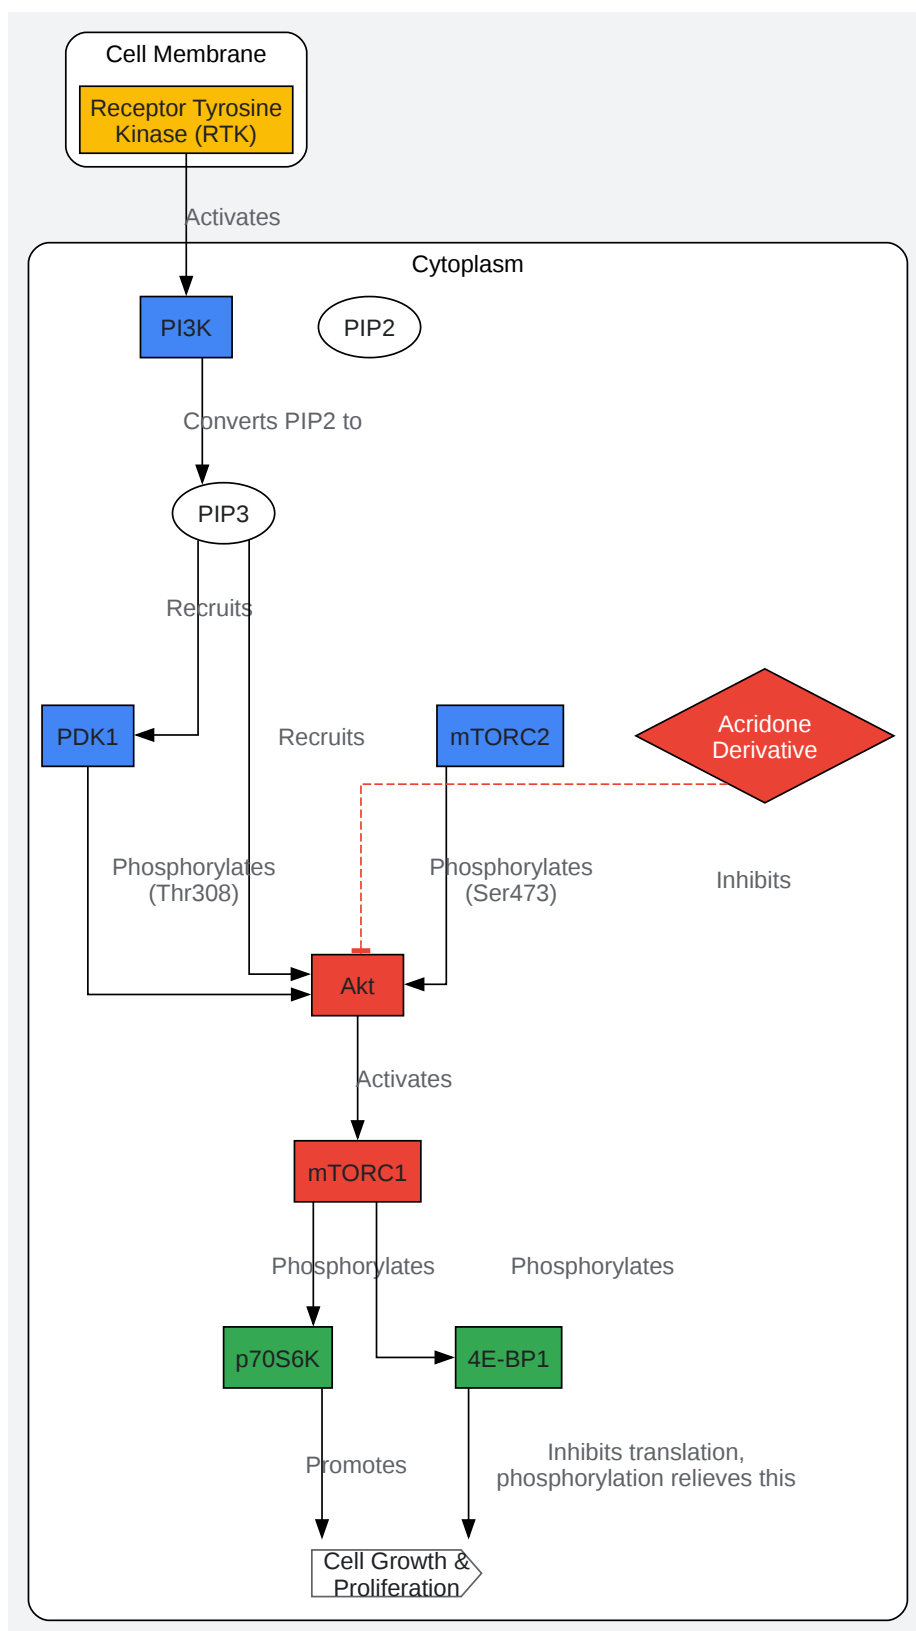 Cell Membrane
Receptor Tyrosine
Kinase (RTK)
Activates
Cytoplasm
PI3K
PIP2
Converts PIP2 to
PIP3
Recruits
PDK1
Recruits
mTORC2
Acridone
Derivative
Phosphorylates
(Thr308)
Phosphorylates
(Ser473)
Inhibits
Akt
Activates
mTORC1
Phosphorylates
Phosphorylates
p70S6K
4E-BP1
Promotes
Inhibits translation,
phosphorylation relieves this
Cell Growth &
Proliferation